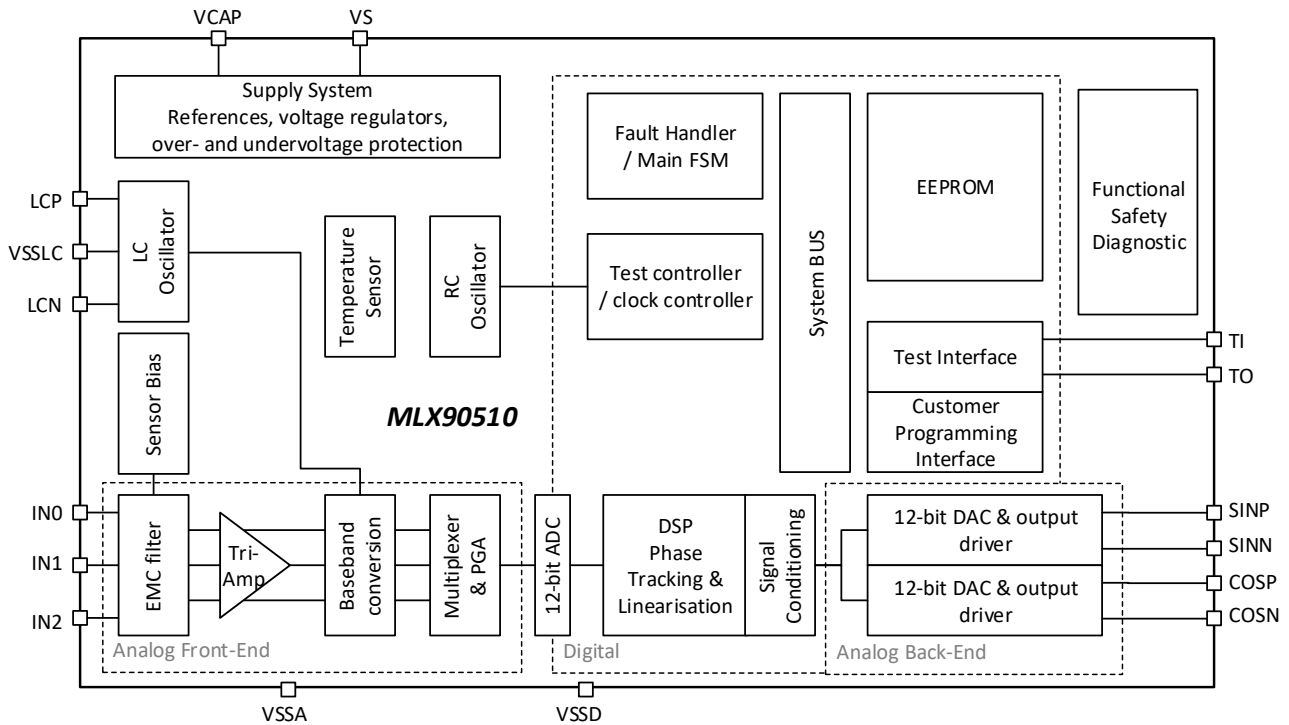 VCAP
VS
Supply System
References, voltage regulators,
over- and undervoltage protection
Fault Handler
/ Main FSM
EEPROM
Functional
Safety
Diagnostic
System BUS
LCP
VSSLC
LCN
LC
Oscillator
Temperature
Sensor
RC
Oscillator
Test controller
/ clock controller
Test Interface
Customer
Programming
Interface
TI
TO
Sensor Bias
MLX90510
IN0
IN1
IN2
EMC filter
Tri-
Amp
Baseband
conversion
Multiplexer
& PGA
12-bit ADC
DSP
Phase
Tracking &
Linearisation
Signal
Conditioning
12-bit DAC & output
driver
12-bit DAC & output
driver
SINP
SINN
COSP
COSN
Analog Front-End
Digital
Analog Back-End
VSSA
VSSD